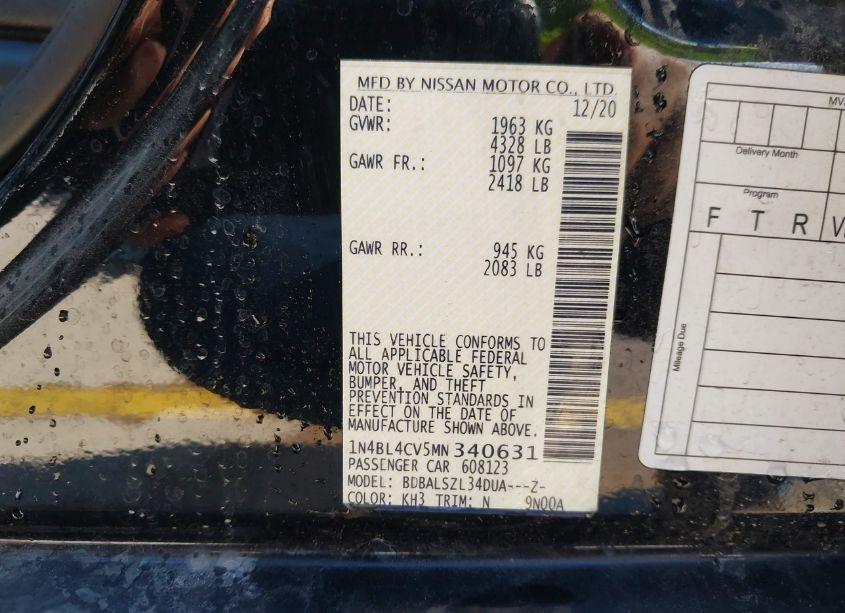 MFD BY NISSAN MOTOR CO., LTD
DATE: 12/20
GVWR: 1963 KG
4328 LB
GAWR FR.: 1097 KG
2418 LB
GAWR RR.: 945 KG
2083 LB
THIS VEHICLE CONFORMS TO
ALL APPLICABLE FEDERAL
MOTOR VEHICLE SAFETY,
BUMPER, AND THEFT
PREVENTION STANDARDS IN
EFFECT ON THE DATE OF
MANUFACTURE SHOWN ABOVE.
1N4BL4CV5MN340631
PASSENGER CAR 608123
MODEL: BDBALSZL34DUA---Z-
COLOR: KH3 TRIM: N 9N00A
MV
Delivery Month
Program
F T R V
Mileage Due